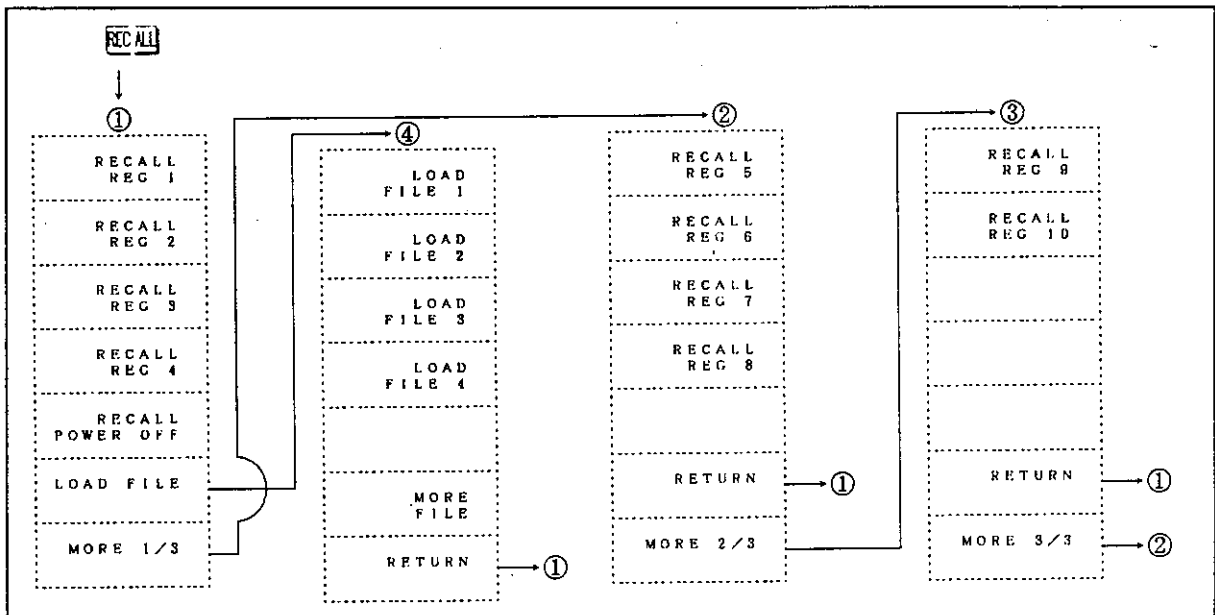 RECALL
①
RECALL
REG 1
RECALL
REG 2
RECALL
REG 3
RECALL
REG 4
RECALL
POWER OFF
LOAD FILE
MORE 1/3
④
LOAD
FILE 1
LOAD
FILE 2
LOAD
FILE 3
LOAD
FILE 4
MORE
FILE
RETURN
①
②
RECALL
REG 5
RECALL
REG 6
RECALL
REG 7
RECALL
REG 8
RETURN
①
MORE 2/3
③
RECALL
REG 9
RECALL
REG 10
RETURN
①
MORE 3/3
②